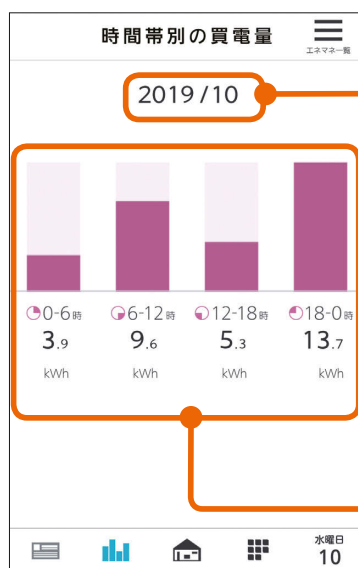 時間帯別の買電量
エネマネ一覧
2019/10
0-6時 6-12時 12-18時 18-0時
3.9 9.6 5.3 13.7
kWh kWh kWh kWh
水曜日
10